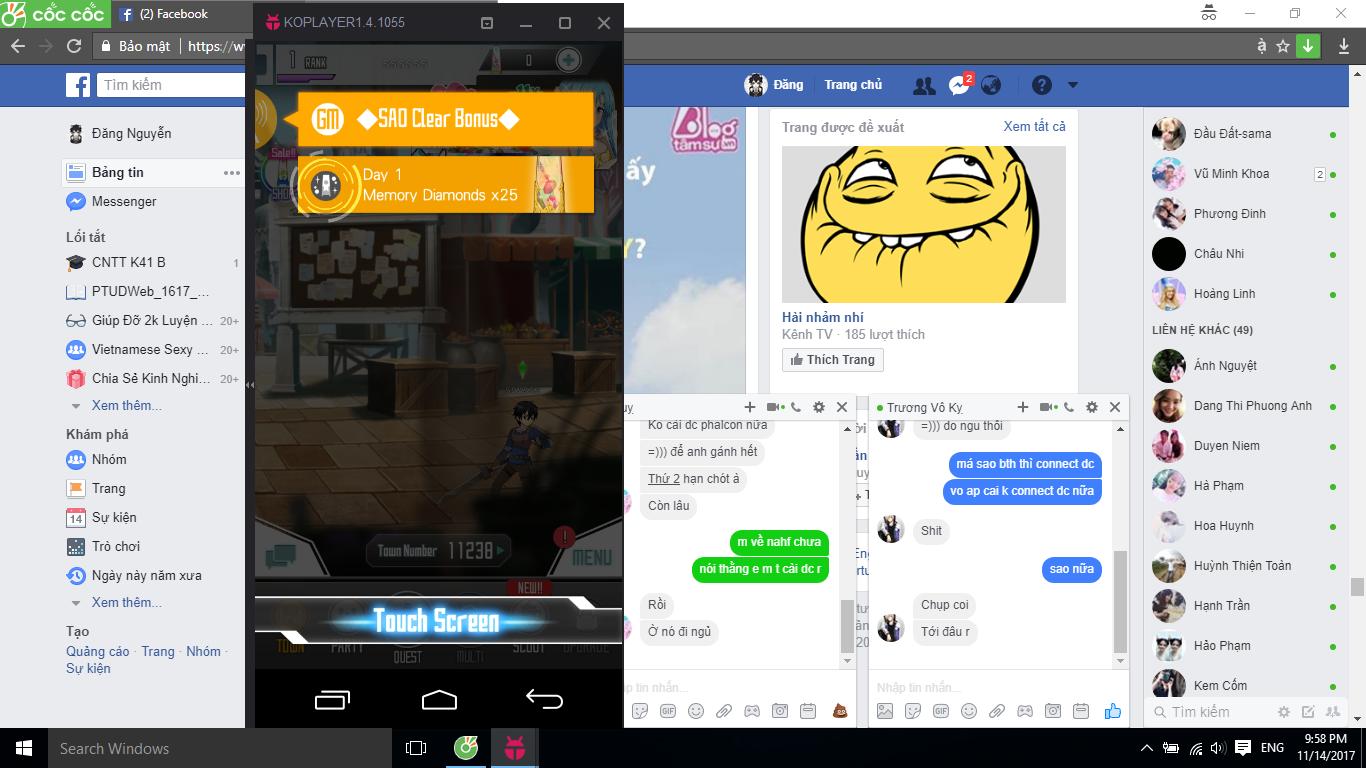 CỐC CỐC
(2) Facebook
KOPLAYER1.4.1055
Bảo mật
https://w
Tìm kiếm
Đăng
Trang chủ
2
Đăng Nguyễn
Bảng tin
Messenger
Lối tắt
CNTT K41 B 1
PTUDWeb_1617_...
Giúp Đỡ 2k Luyện ... 20+
Vietnamese Sexy ... 20+
Chia Sẻ Kinh Nghi... 20+
Xem thêm...
Khám phá
Nhóm
Trang
Sự kiện
14
Trò chơi
Ngày này năm xưa
Xem thêm...
Tạo
Quảng cáo · Trang · Nhóm ·
Sự kiện
1 RANK
0
GM ◆SAO Clear Bonus◆
Day 1
Memory Diamonds x25
Sale!!
Town Number 11238
MENU
NEW!!
Touch Screen
TOWN
PARTY
QUEST
MULTI
SCOUT
UPGRADE
Blog
tâm sự.vn
ấy
Y?
Trang được đề xuất
Xem tất cả
Hài nhảm nhí
Kênh TV · 185 lượt thích
Thích Trang
uy
Ko cài dc phalcon nữa
=))) để anh gánh hết
Thứ 2 hạn chót á
Còn lâu
m về nahf chưa
nói thằng e m t cài dc r
Rồi
Ờ nó đi ngủ
Trương Vô Kỵ
=))) do ngu thôi
má sao bth thì connect dc
vo ap cai k connect dc nữa
Shit
sao nữa
Chụp coi
Tới đâu r
Nhập tin nhắn...
GIF
GIF
Đầu Đất-sama
Vũ Minh Khoa 2
Phương Đinh
Châu Nhi
Hoàng Linh
LIÊN HỆ KHÁC (49)
Ánh Nguyệt
Dang Thi Phuong Anh
Duyen Niem
Hà Phạm
Hoa Huynh
Huỳnh Thiện Toàn
Hạnh Trần
Hảo Phạm
Kem Cốm
Tìm kiếm
Search Windows
ENG
9:58 PM
11/14/2017